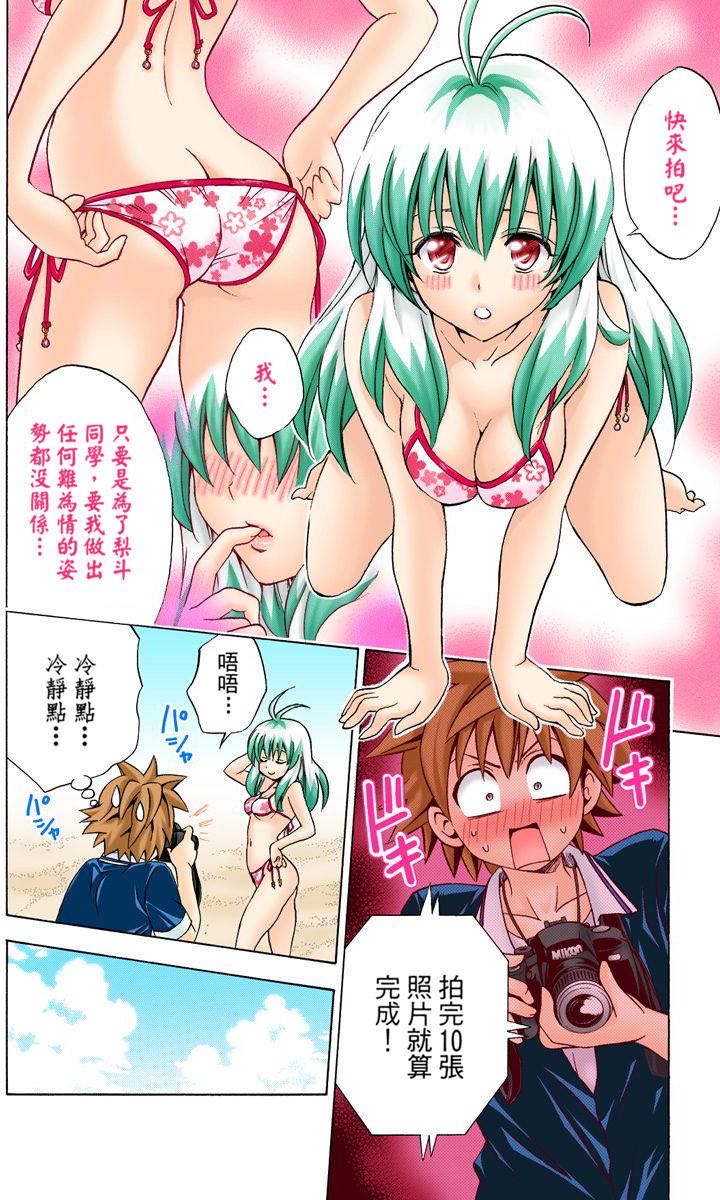 快來拍吧…
我…
只要是為了梨斗
同學，要我做出
任何難為情的姿
勢都没關係…
ドキ
ドキ
Mikon
拍完10張
照片就算
完成！
唔唔…
パシャ
パシャ
冷靜點…
冷靜點…